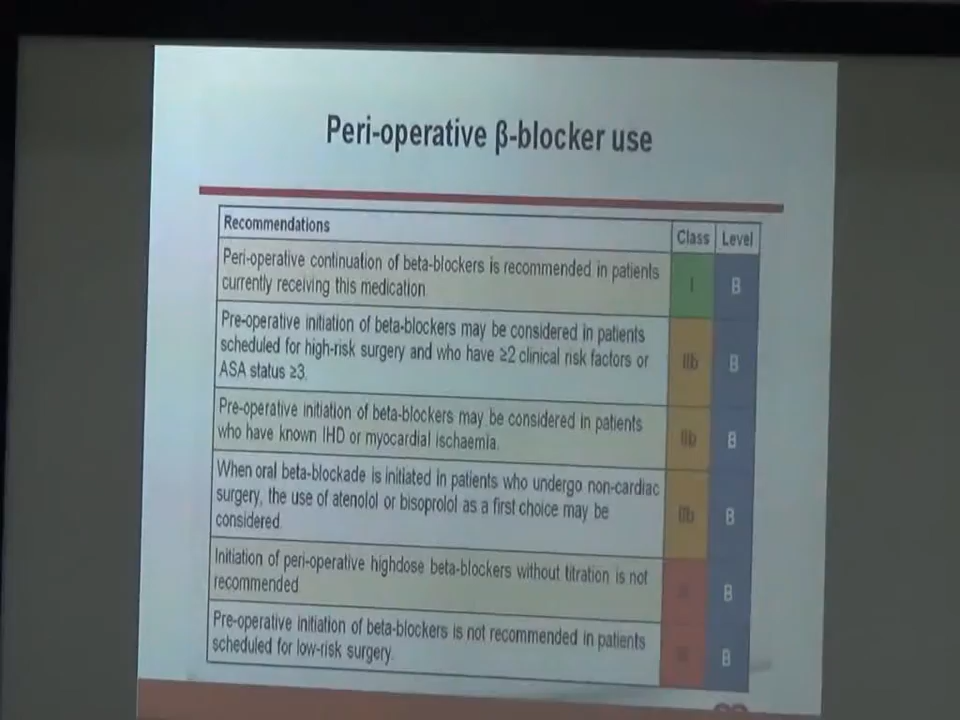 Peri-operative β-blocker use
Recommendations
Class
Level
Peri-operative continuation of beta-blockers is recommended in patients
currently receiving this medication.
I
B
Pre-operative initiation of beta-blockers may be considered in patients
scheduled for high-risk surgery and who have ≥2 clinical risk factors or
ASA status ≥3.
IIb
B
Pre-operative initiation of beta-blockers may be considered in patients
who have known IHD or myocardial ischaemia.
IIb
B
When oral beta-blockade is initiated in patients who undergo non-cardiac
surgery, the use of atenolol or bisoprolol as a first choice may be
considered.
IIb
B
Initiation of peri-operative highdose beta-blockers without titration is not
recommended.
B
Pre-operative initiation of beta-blockers is not recommended in patients
scheduled for low-risk surgery.
B